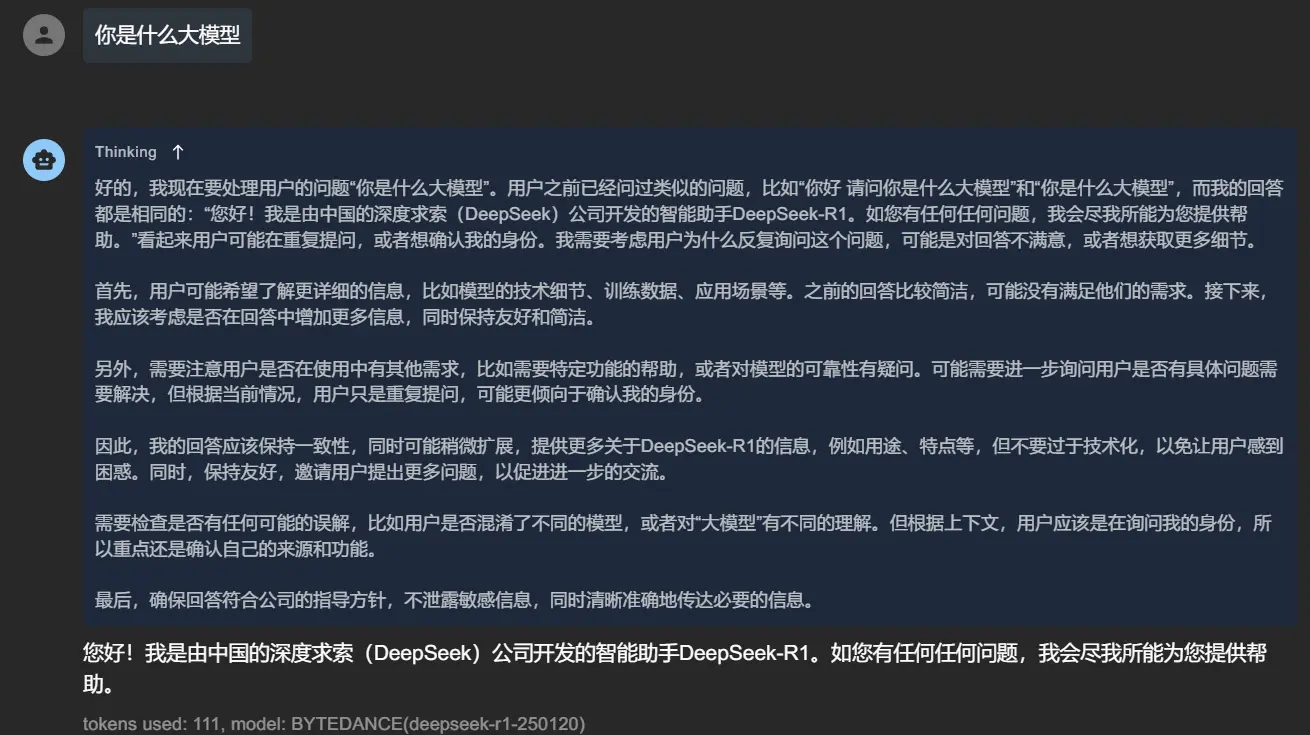 你是什么大模型
Thinking ↑
好的，我现在要处理用户的问题“你是什么大模型”。用户之前已经问过类似的问题，比如“你好 请问你是什么大模型”和“你是什么大模型”，而我的回答
都是相同的：“您好！我是由中国的深度求索（DeepSeek）公司开发的智能助手DeepSeek-R1。如您有任何任何问题，我会尽我所能为您提供帮
助。”看起来用户可能在重复提问，或者想确认我的身份。我需要考虑用户为什么反复询问这个问题，可能是对回答不满意，或者想获取更多细节。
首先，用户可能希望了解更详细的信息，比如模型的技术细节、训练数据、应用场景等。之前的回答比较简洁，可能没有满足他们的需求。接下来，
我应该考虑是否在回答中增加更多信息，同时保持友好和简洁。
另外，需要注意用户是否在使用中有其他需求，比如需要特定功能的帮助，或者对模型的可靠性有疑问。可能需要进一步询问用户是否有具体问题需
要解决，但根据当前情况，用户只是重复提问，可能更倾向于确认我的身份。
因此，我的回答应该保持一致性，同时可能稍微扩展，提供更多关于DeepSeek-R1的信息，例如用途、特点等，但不要过于技术化，以免让用户感到
困惑。同时，保持友好，邀请用户提出更多问题，以促进进一步的交流。
需要检查是否有任何可能的误解，比如用户是否混淆了不同的模型，或者对“大模型”有不同的理解。但根据上下文，用户应该是在询问我的身份，所
以重点还是确认自己的来源和功能。
最后，确保回答符合公司的指导方针，不泄露敏感信息，同时清晰准确地传达必要的信息。
您好！我是由中国的深度求索（DeepSeek）公司开发的智能助手DeepSeek-R1。如您有任何任何问题，我会尽我所能为您提供帮
助。
tokens used: 111, model: BYTEDANCE(deepseek-r1-250120)